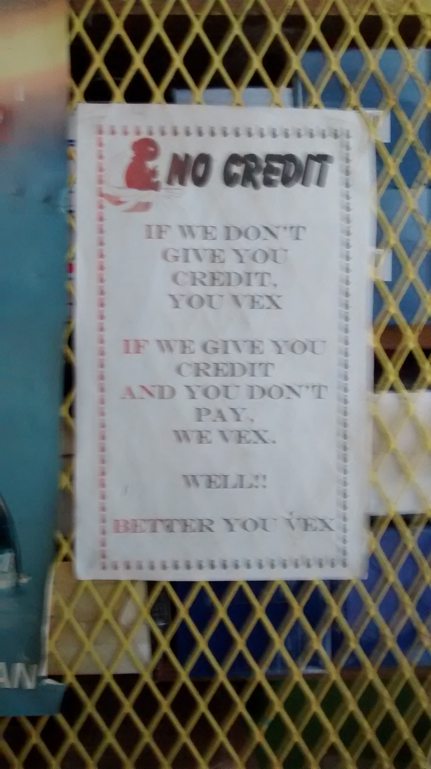 NO CREDIT
IF WE DON'T
GIVE YOU
CREDIT,
YOU VEX
IF WE GIVE YOU
CREDIT
AND YOU DON'T
PAY,
WE VEX.
WELL!!
BETTER YOU VEX
AN